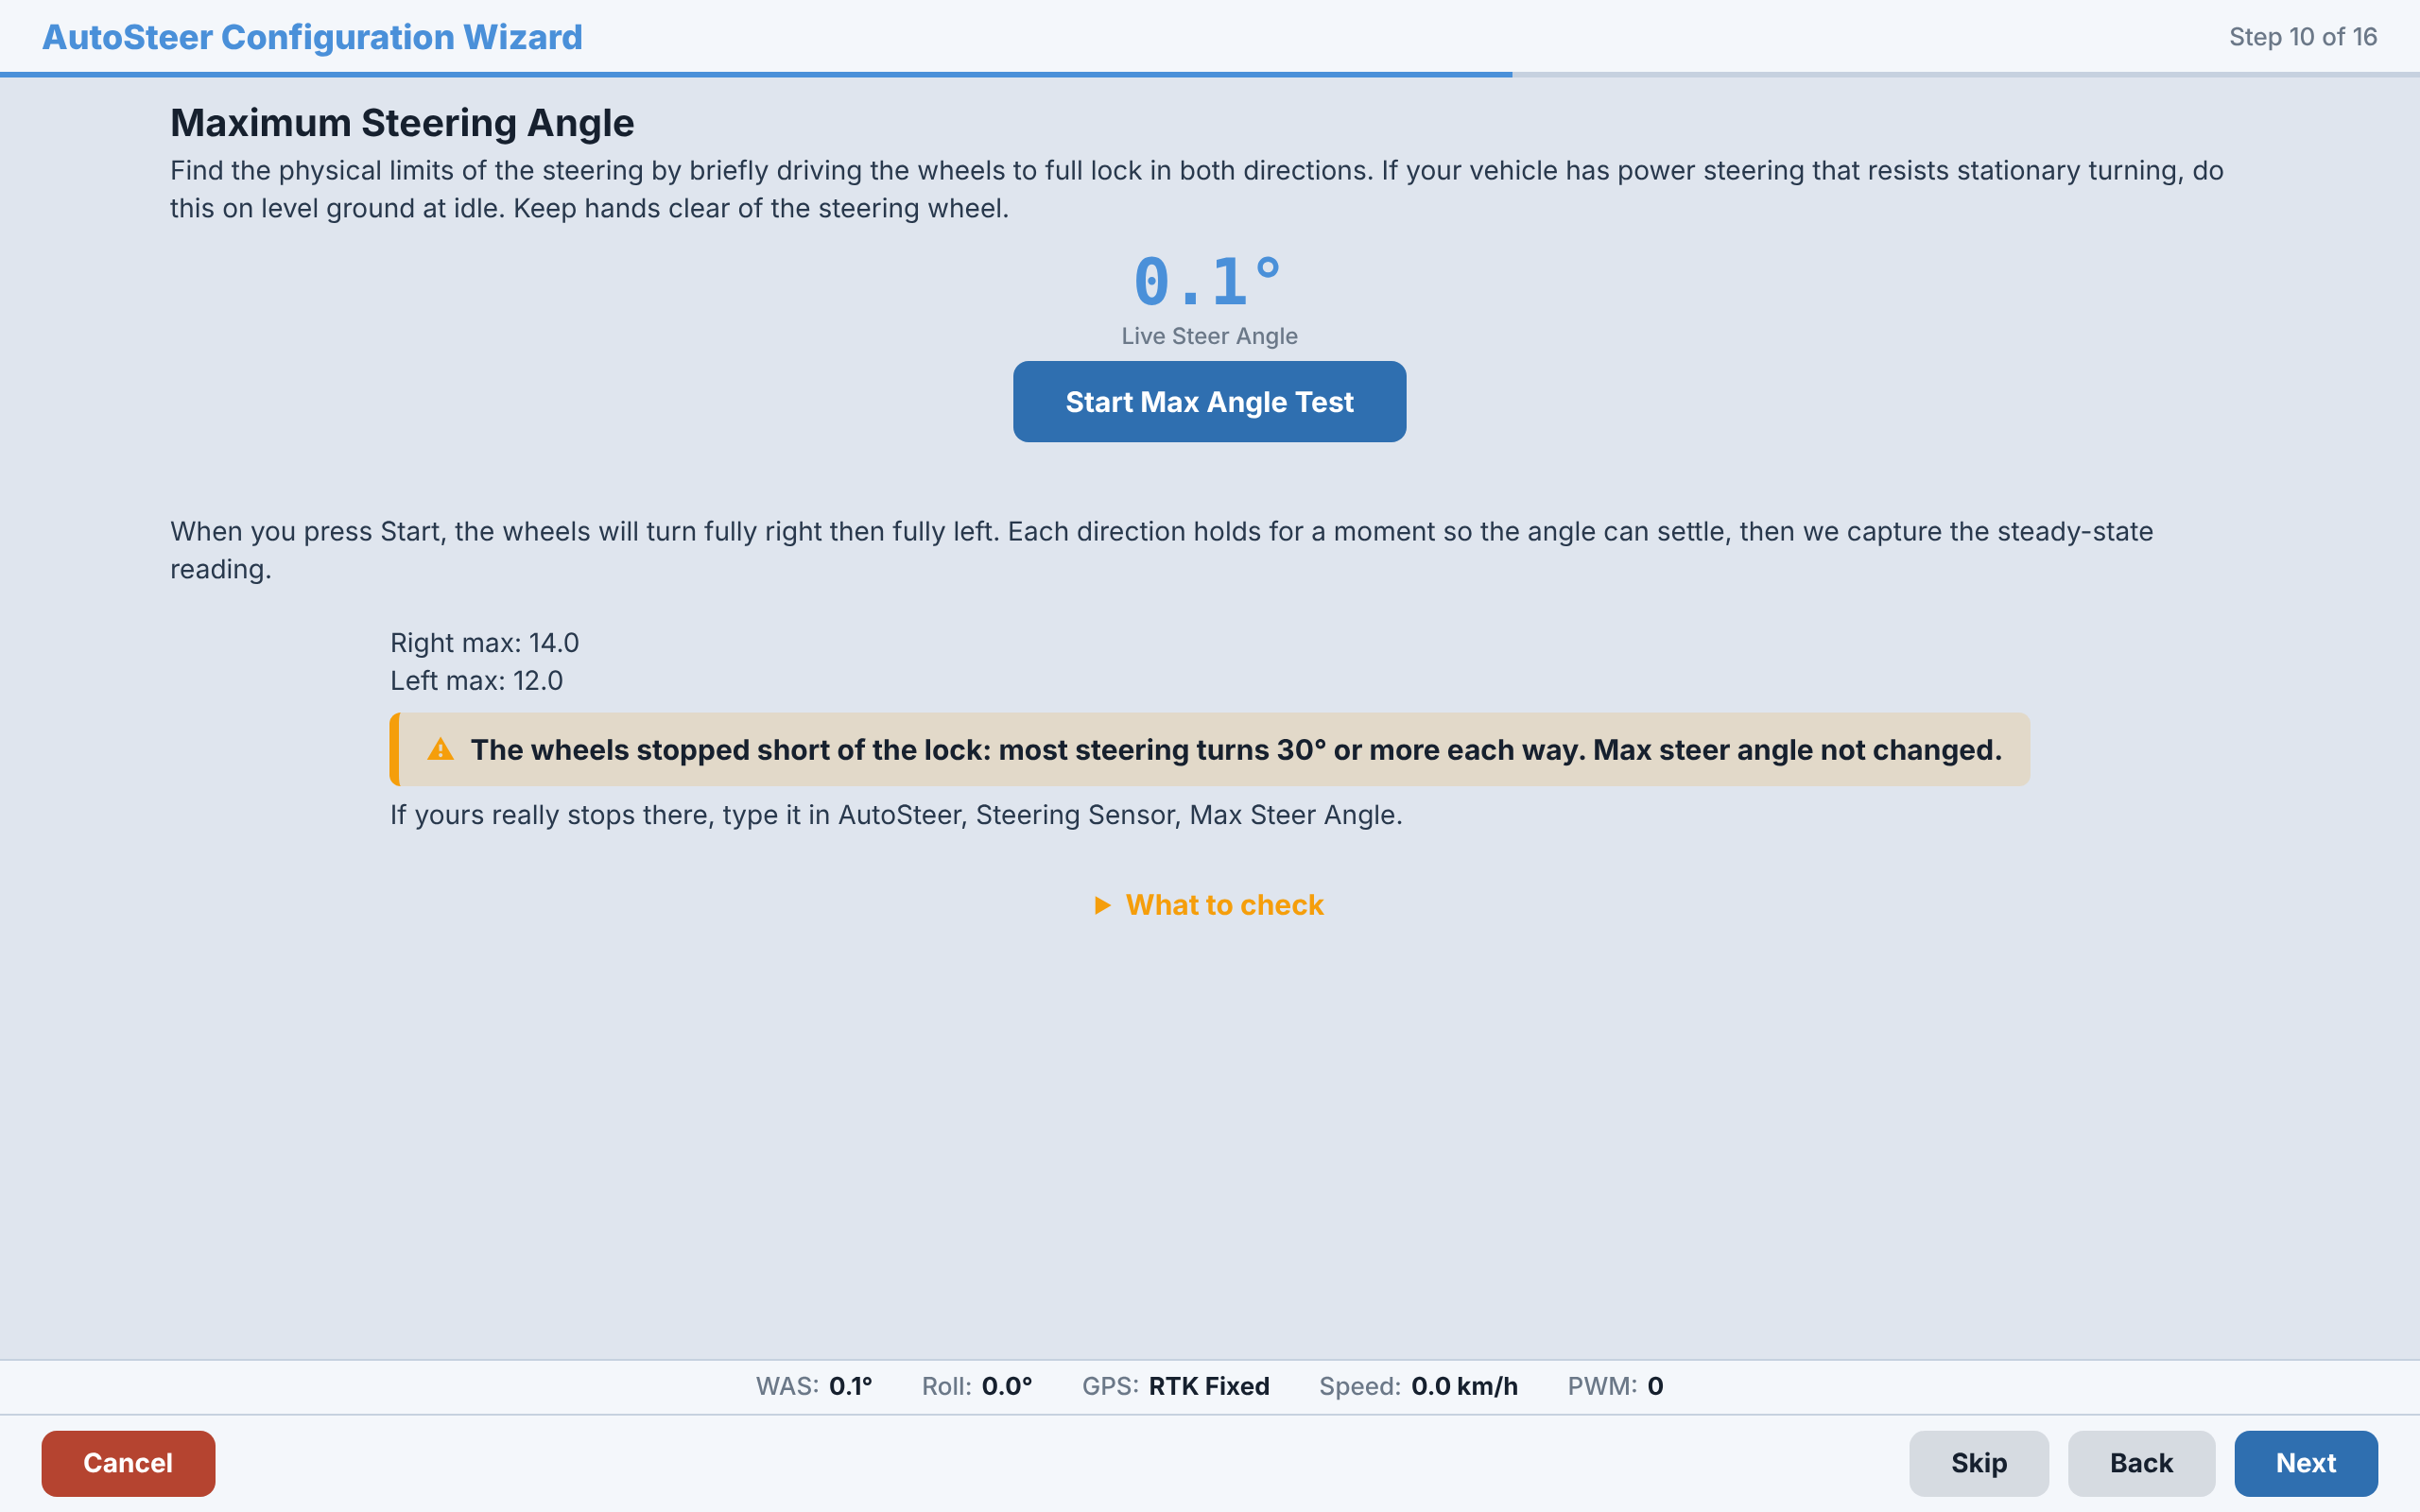 AutoSteer Configuration Wizard
Step 10 of 16
Maximum Steering Angle
Find the physical limits of the steering by briefly driving the wheels to full lock in both directions. If your vehicle has power steering that resists stationary turning, do
this on level ground at idle. Keep hands clear of the steering wheel.
0.1°
Live Steer Angle
Start Max Angle Test
When you press Start, the wheels will turn fully right then fully left. Each direction holds for a moment so the angle can settle, then we capture the steady-state
reading.
Right max: 14.0
Left max: 12.0
The wheels stopped short of the lock: most steering turns 30° or more each way. Max steer angle not changed.
If yours really stops there, type it in AutoSteer, Steering Sensor, Max Steer Angle.
What to check
WAS: 0.1° Roll: 0.0° GPS: RTK Fixed Speed: 0.0 km/h PWM: 0
Cancel Skip Back Next